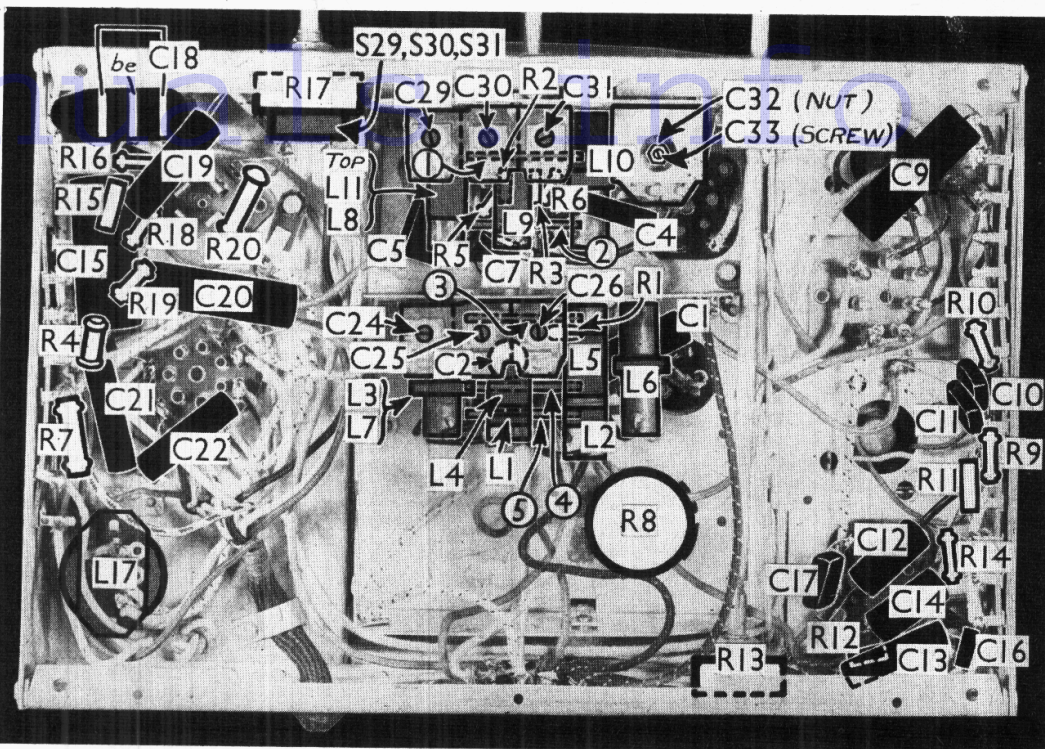 S29,S30,S31
be C18
R17
C29 C30 R2 C31
C32 (NUT)
C33 (SCREW)
R16
C19
TOP
L11
L8
1
L10
C9
R15
R18
R20
C5
R5
L9
C7
R3
R6
2
C4
C15
R19
C20
3
C26
R1
R10
R4
C24
C25
C2
L5
C1
L3
L7
L6
C10
C11
C21
C22
R7
L4
L1
L2
R9
R11
5
4
R8
C12
R14
L17
C17
C14
R12
C13
C16
R13
nuals info